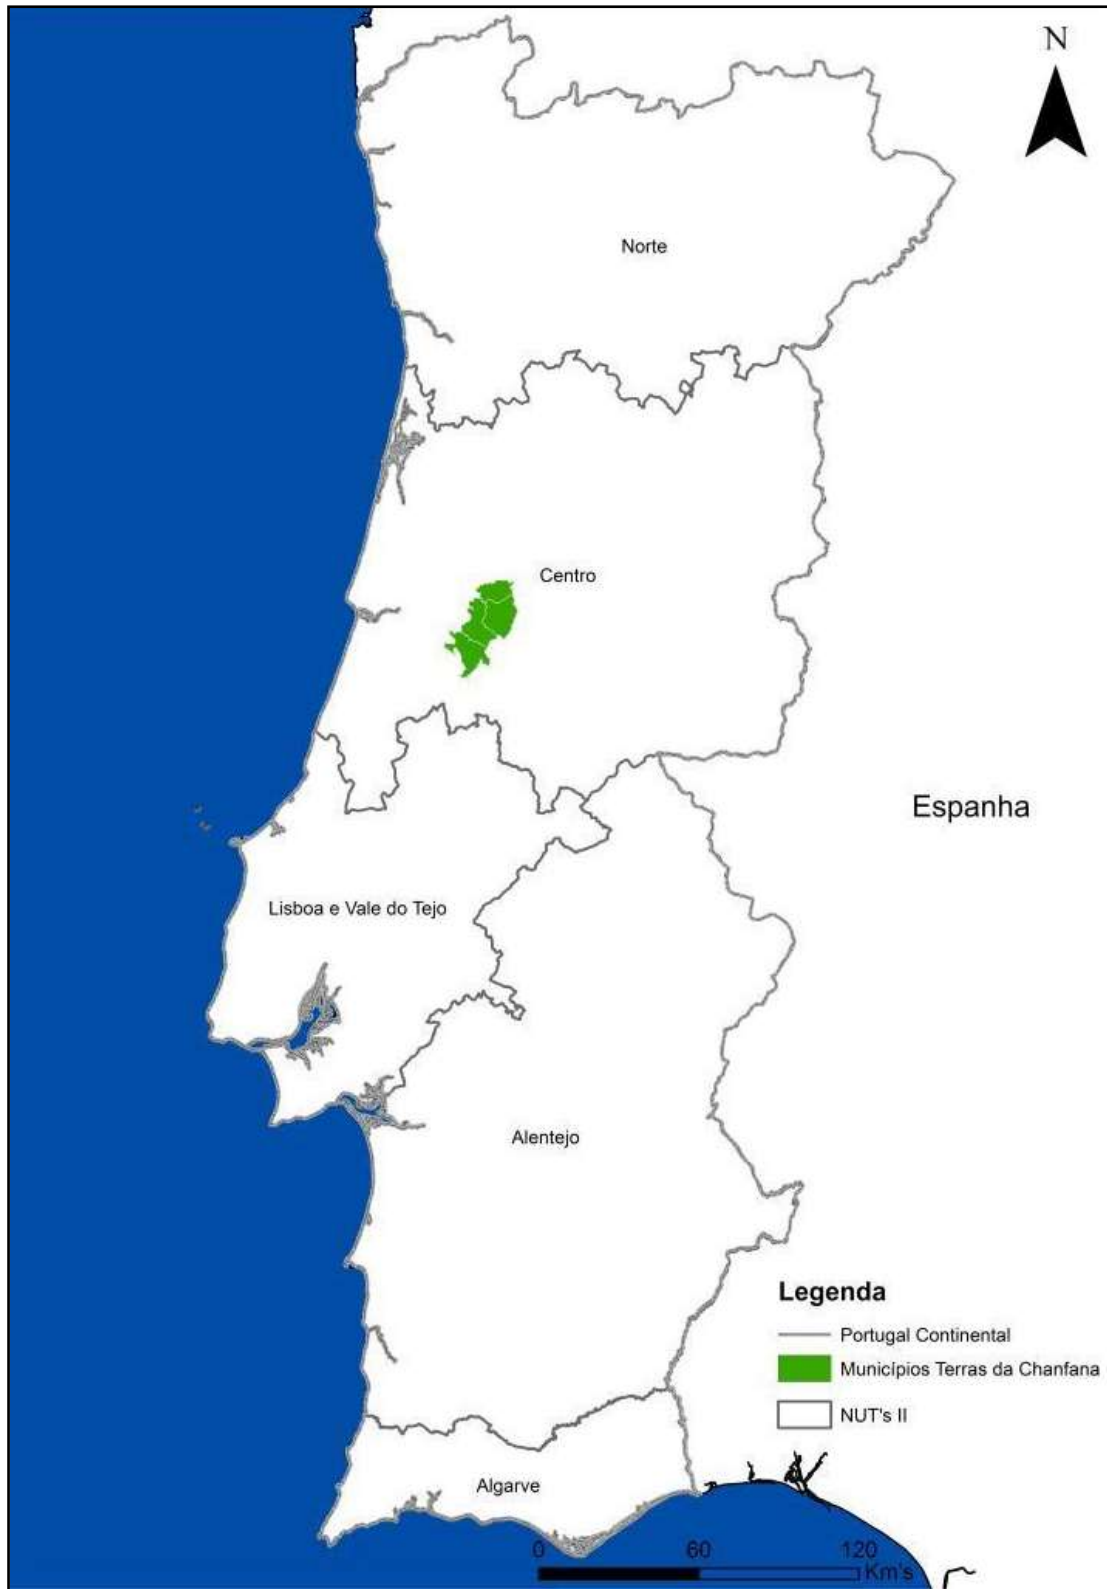 N
Norte
Centro
Espanha
Lisboa e Vale do Tejo
Alentejo
Legenda
Portugal Continental
Municípios Terras da Chanfana
NUT's II
Algarve
0 60 120
Km's